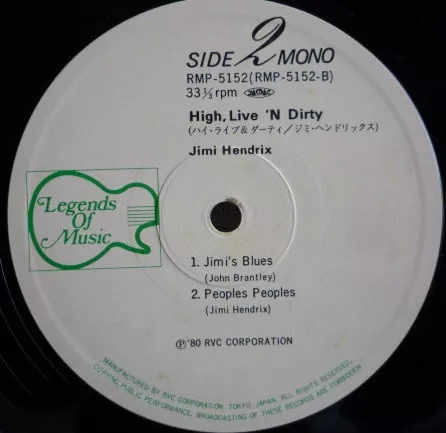 SIDE 2 MONO
RMP-5152(RMP-5152-B)
33⅓rpm
High, Live 'N Dirty
(ハイ・ライブ&ダーティ/ジミ・ヘンドリックス)
Jimi Hendrix
Legends
Of
Music
1. Jimi's Blues
(John Brantley)
2. Peoples Peoples
(Jimi Hendrix)
Ⓟ'80 RVC CORPORATION
MANUFACTURED BY RVC CORPORATION, TOKYO, JAPAN. ALL RIGHTS RESERVED.
COPYING, PUBLIC PERFORMANCE, BROADCASTING OF THESE RECORDS ARE FORBIDDEN